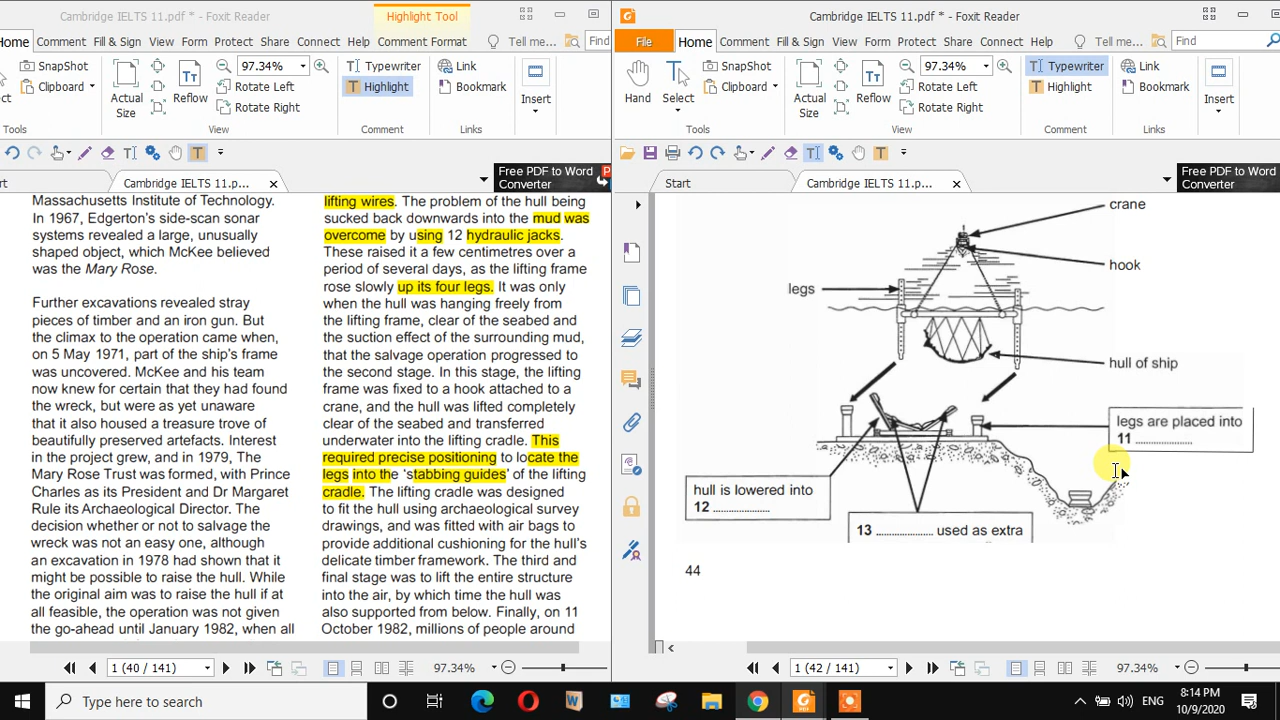 Cambridge IELTS 11.pdf * - Foxit Reader
Highlight Tool
Home Comment Fill & Sign View Form Protect Share Connect Help Comment Format Tell me... Find
SnapShot
Clipboard
Actual Size
Reflow
97.34%
Rotate Left
Rotate Right
Typewriter
Highlight
Link
Bookmark
Insert
Tools View Comment Links
Free PDF to Word Converter
Cambridge IELTS 11.p...
Massachusetts Institute of Technology.
In 1967, Edgerton's side-scan sonar
systems revealed a large, unusually
shaped object, which McKee believed
was the Mary Rose.
Further excavations revealed stray
pieces of timber and an iron gun. But
the climax to the operation came when,
on 5 May 1971, part of the ship's frame
was uncovered. McKee and his team
now knew for certain that they had found
the wreck, but were as yet unaware
that it also housed a treasure trove of
beautifully preserved artefacts. Interest
in the project grew, and in 1979, The
Mary Rose Trust was formed, with Prince
Charles as its President and Dr Margaret
Rule its Archaeological Director. The
decision whether or not to salvage the
wreck was not an easy one, although
an excavation in 1978 had shown that it
might be possible to raise the hull. While
the original aim was to raise the hull if at
all feasible, the operation was not given
the go-ahead until January 1982, when all
lifting wires. The problem of the hull being
sucked back downwards into the mud was
overcome by using 12 hydraulic jacks.
These raised it a few centimetres over a
period of several days, as the lifting frame
rose slowly up its four legs. It was only
when the hull was hanging freely from
the lifting frame, clear of the seabed and
the suction effect of the surrounding mud,
that the salvage operation progressed to
the second stage. In this stage, the lifting
frame was fixed to a hook attached to a
crane, and the hull was lifted completely
clear of the seabed and transferred
underwater into the lifting cradle. This
required precise positioning to locate the
legs into the 'stabbing guides' of the lifting
cradle. The lifting cradle was designed
to fit the hull using archaeological survey
drawings, and was fitted with air bags to
provide additional cushioning for the hull's
delicate timber framework. The third and
final stage was to lift the entire structure
into the air, by which time the hull was
also supported from below. Finally, on 11
October 1982, millions of people around
1 (40 / 141)
97.34%
Cambridge IELTS 11.pdf * - Foxit Reader
File Home Comment Fill & Sign View Form Protect Share Connect Help Tell me... Find
Hand
Select
SnapShot
Clipboard
Actual Size
Reflow
97.34%
Rotate Left
Rotate Right
Typewriter
Highlight
Link
Bookmark
Insert
Tools View Comment Links
Free PDF to Word Converter
Start Cambridge IELTS 11.p...
crane
hook
legs
hull of ship
legs are placed into
11 ....................
hull is lowered into
12 ....................
13 .................... used as extra
44
1 (42 / 141)
97.34%
Type here to search
ENG
8:14 PM
10/9/2020